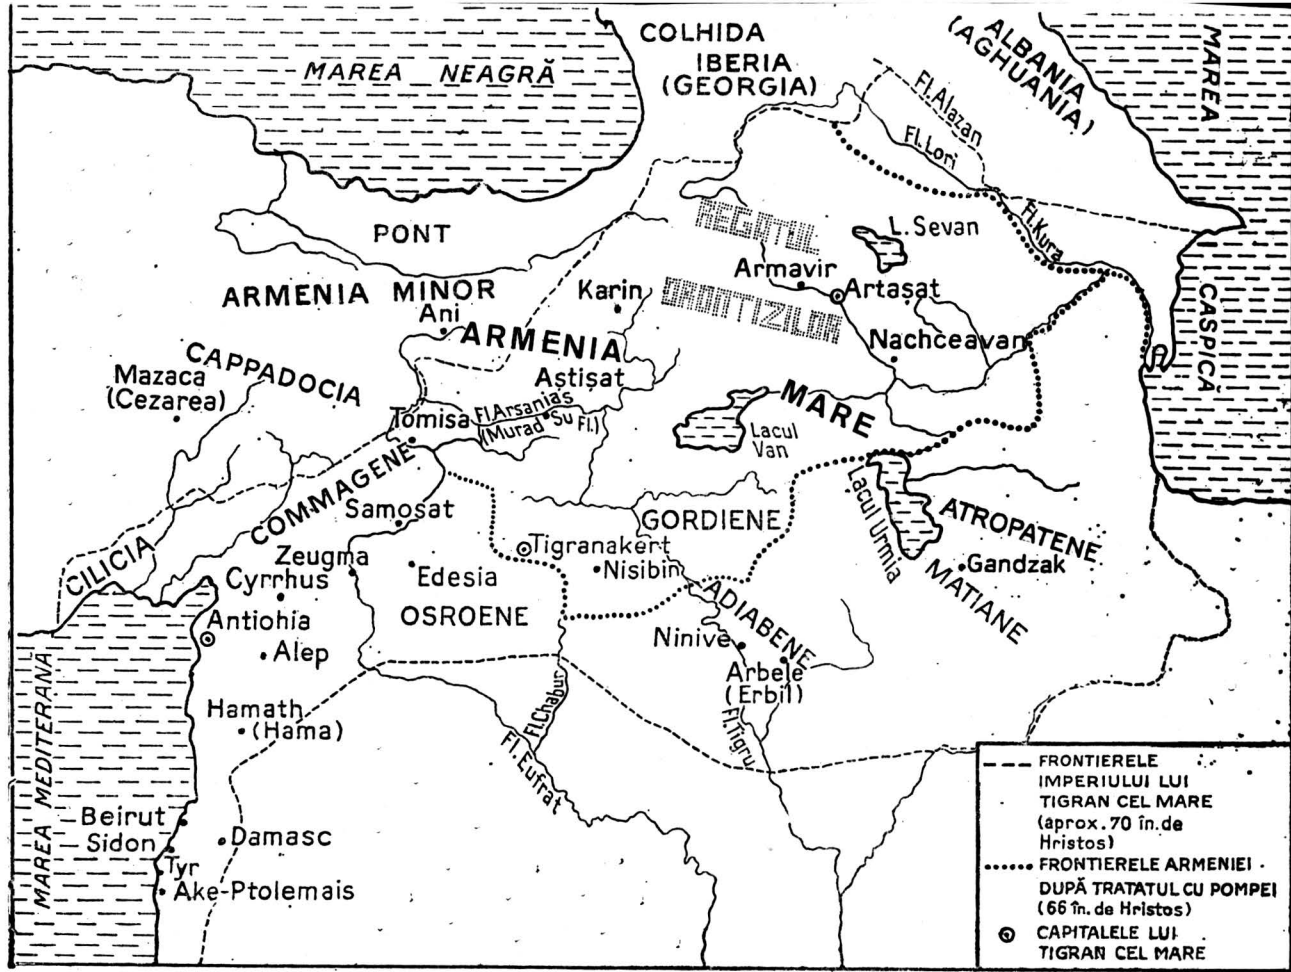 MAREA NEAGRĂ
COLHIDA
IBERIA
(GEORGIA)
ALBANIA
(AGHUANIA)
MAREA
CASPICĂ
Fl.Alazan
Fl.Lori
Fl.Kura
PONT
REGATUL
ORONTIZILOR
L.Sevan
Armavir
Artaşat
ARMENIA MINOR
Ani
Karin
ARMENIA
MARE
Nachceavan
CAPPADOCIA
Mazaca
(Cezarea)
Astişat
Tomisa
Fl.Arsanias
(Murad Su Fl.)
Lacul
Van
COMMAGENE
Samosat
GORDIENE
Lacul Urmia
ATROPATENE
Gandzak
MATIANE
CILICIA
Zeugma
Cyrrhus
Edesia
OSROENE
Tigranakert
Nisibin
ADIABENE
Antiohia
Alep
Ninive
Arbele
(Erbil)
Hamath
(Hama)
Fl.Chabur
Fl.Eufrat
Fl.Tigru
MAREA MEDITERANA
Beirut
Sidon
Damasc
Tyr
Ake-Ptolemais
FRONTIERELE
IMPERIULUI LUI
TIGRAN CEL MARE
(aprox.70 în.de
Hristos)
FRONTIERELE ARMENIEI
DUPĂ TRATATUL CU POMPEI
(66 în.de Hristos)
CAPITALELE LUI
TIGRAN CEL MARE